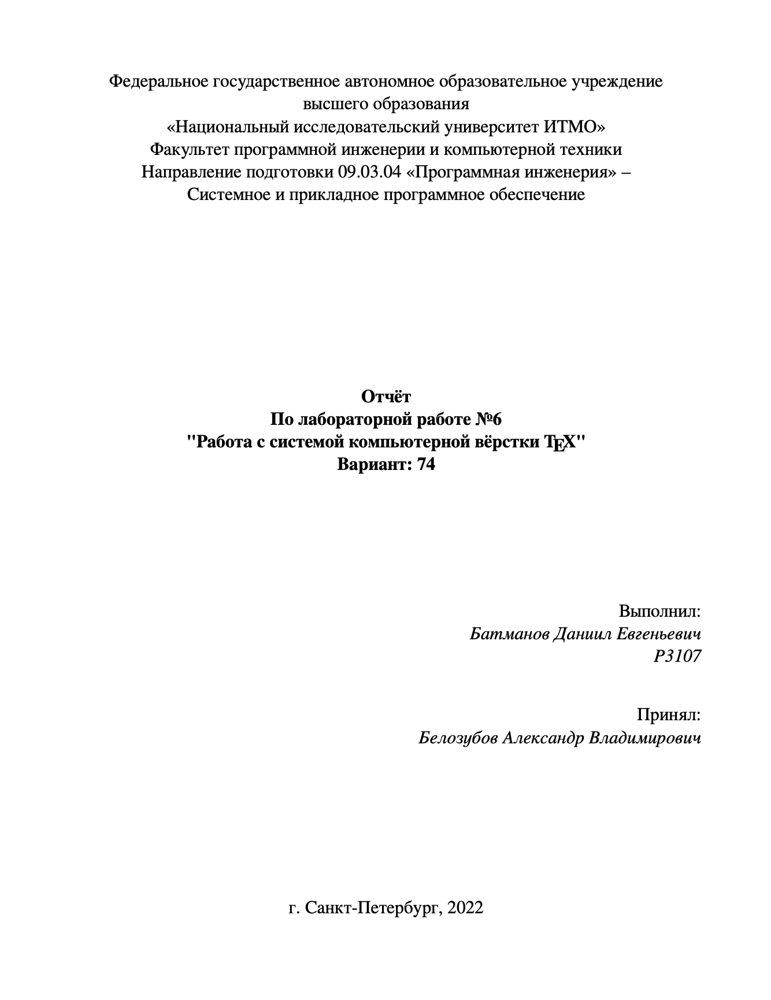 Федеральное государственное автономное образовательное учреждение
высшего образования
«Национальный исследовательский университет ИТМО»
Факультет программной инженерии и компьютерной техники
Направление подготовки 09.03.04 «Программная инженерия» –
Системное и прикладное программное обеспечение
Отчёт
По лабораторной работе №6
"Работа с системой компьютерной вёрстки TEX"
Вариант: 74
Выполнил:
Батманов Даниил Евгеньевич
P3107
Принял:
Белозубов Александр Владимирович
г. Санкт-Петербург, 2022